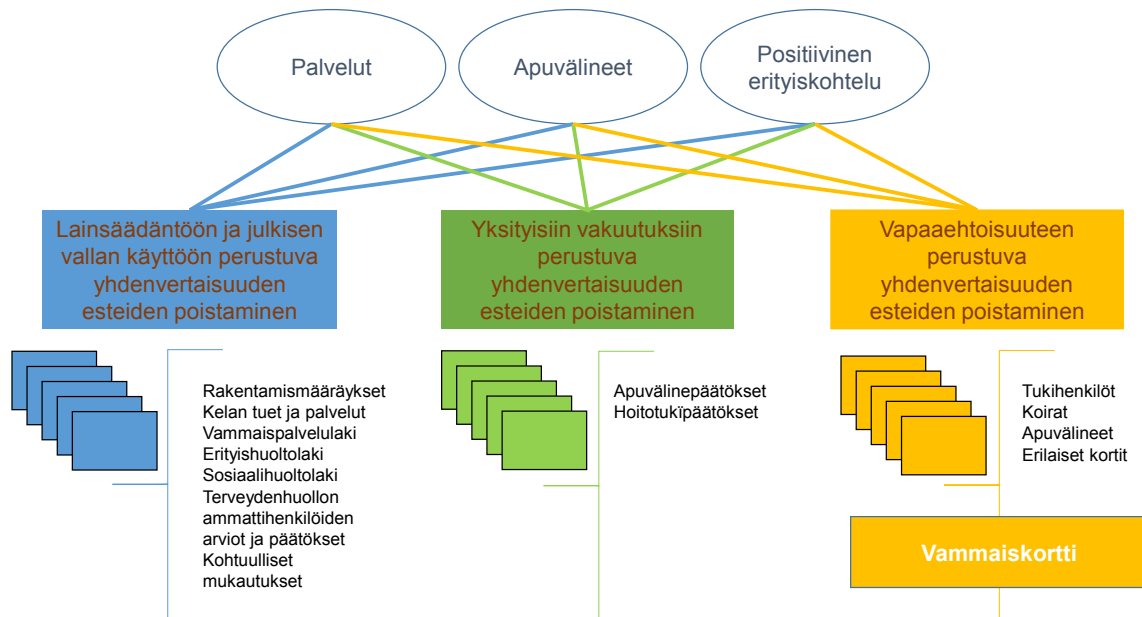 Palvelut
Apuvälineet
Positiivinen
erityiskohtelu
Lainsäädäntöön ja julkisen
vallan käyttöön perustuva
yhdenvertaisuuden
esteiden poistaminen
Yksityisiin vakuutuksiin
perustuva
yhdenvertaisuuden
esteiden poistaminen
Vapaaehtoisuuteen
perustuva
yhdenvertaisuuden
esteiden poistaminen
Rakentamismääräykset
Kelan tuet ja palvelut
Vammaispalvelulaki
Erityishuoltolaki
Sosiaalihuoltolaki
Terveydenhuollon
ammattihenkilöiden
arviot ja päätökset
Kohtuulliset
mukautukset
Apuvälinepäätökset
Hoitotukïpäätökset
Tukihenkilöt
Koirat
Apuvälineet
Erilaiset kortit
Vammaiskortti